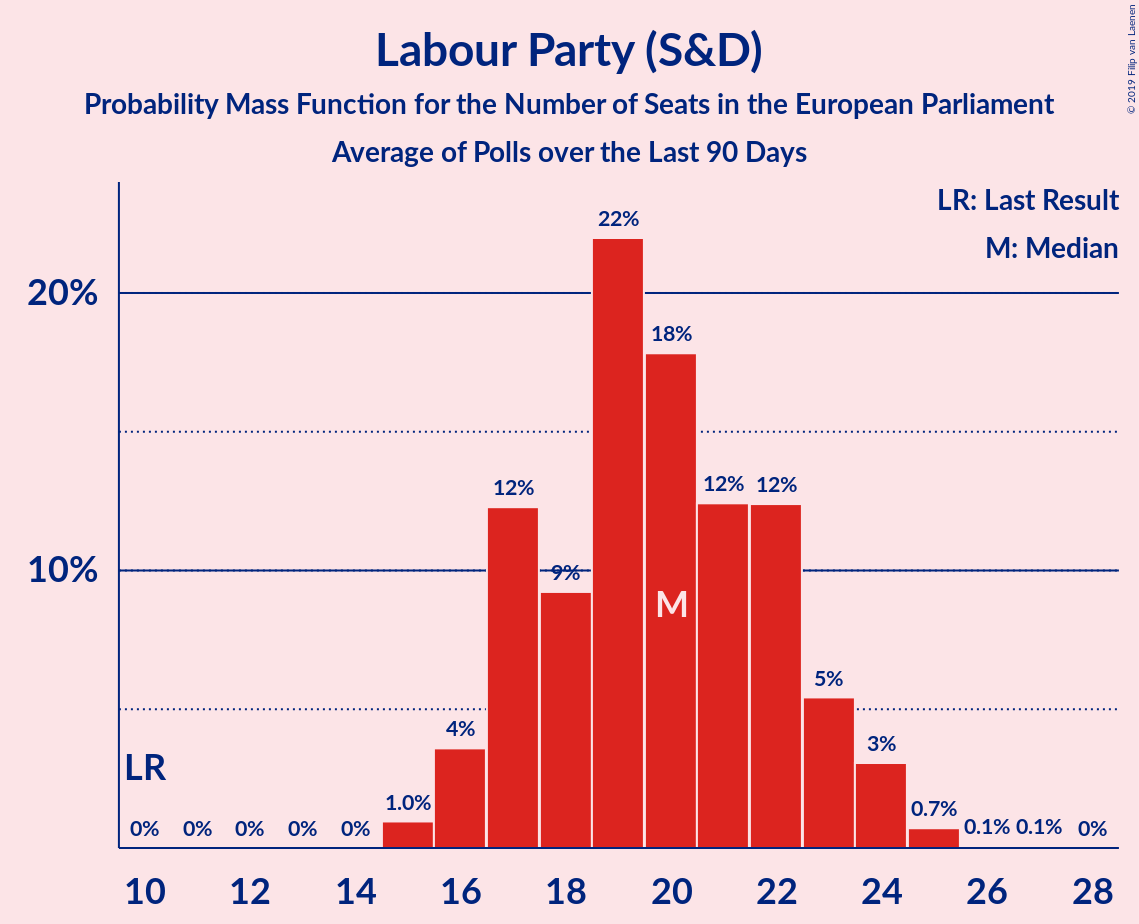 Labour Party (S&D)
Probability Mass Function for the Number of Seats in the European Parliament
Average of Polls over the Last 90 Days
© 2019 Filip van Laenen
LR: Last Result
M: Median
20%
10%
22%
18%
12%
12%
12%
9%
M
5%
4%
3%
LR
1.0%
0.7%
0% 0% 0% 0% 0%
0.1% 0.1% 0%
10 12 14 16 18 20 22 24 26 28